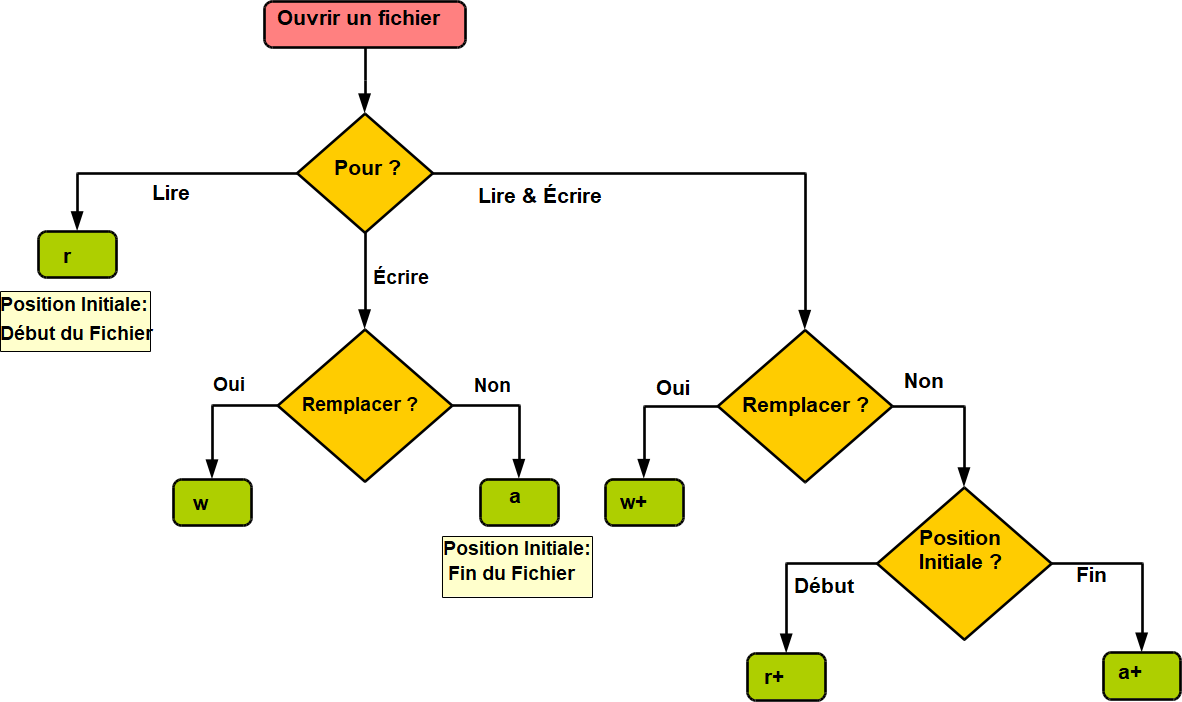 Ouvrir un fichier
Pour ?
Lire
Lire & Écrire
r
Position Initiale:
Début du Fichier
Écrire
Oui
Remplacer ?
Non
w
a
Position Initiale:
Fin du Fichier
Oui
Remplacer ?
Non
w+
Position
Initiale ?
Début
Fin
r+
a+